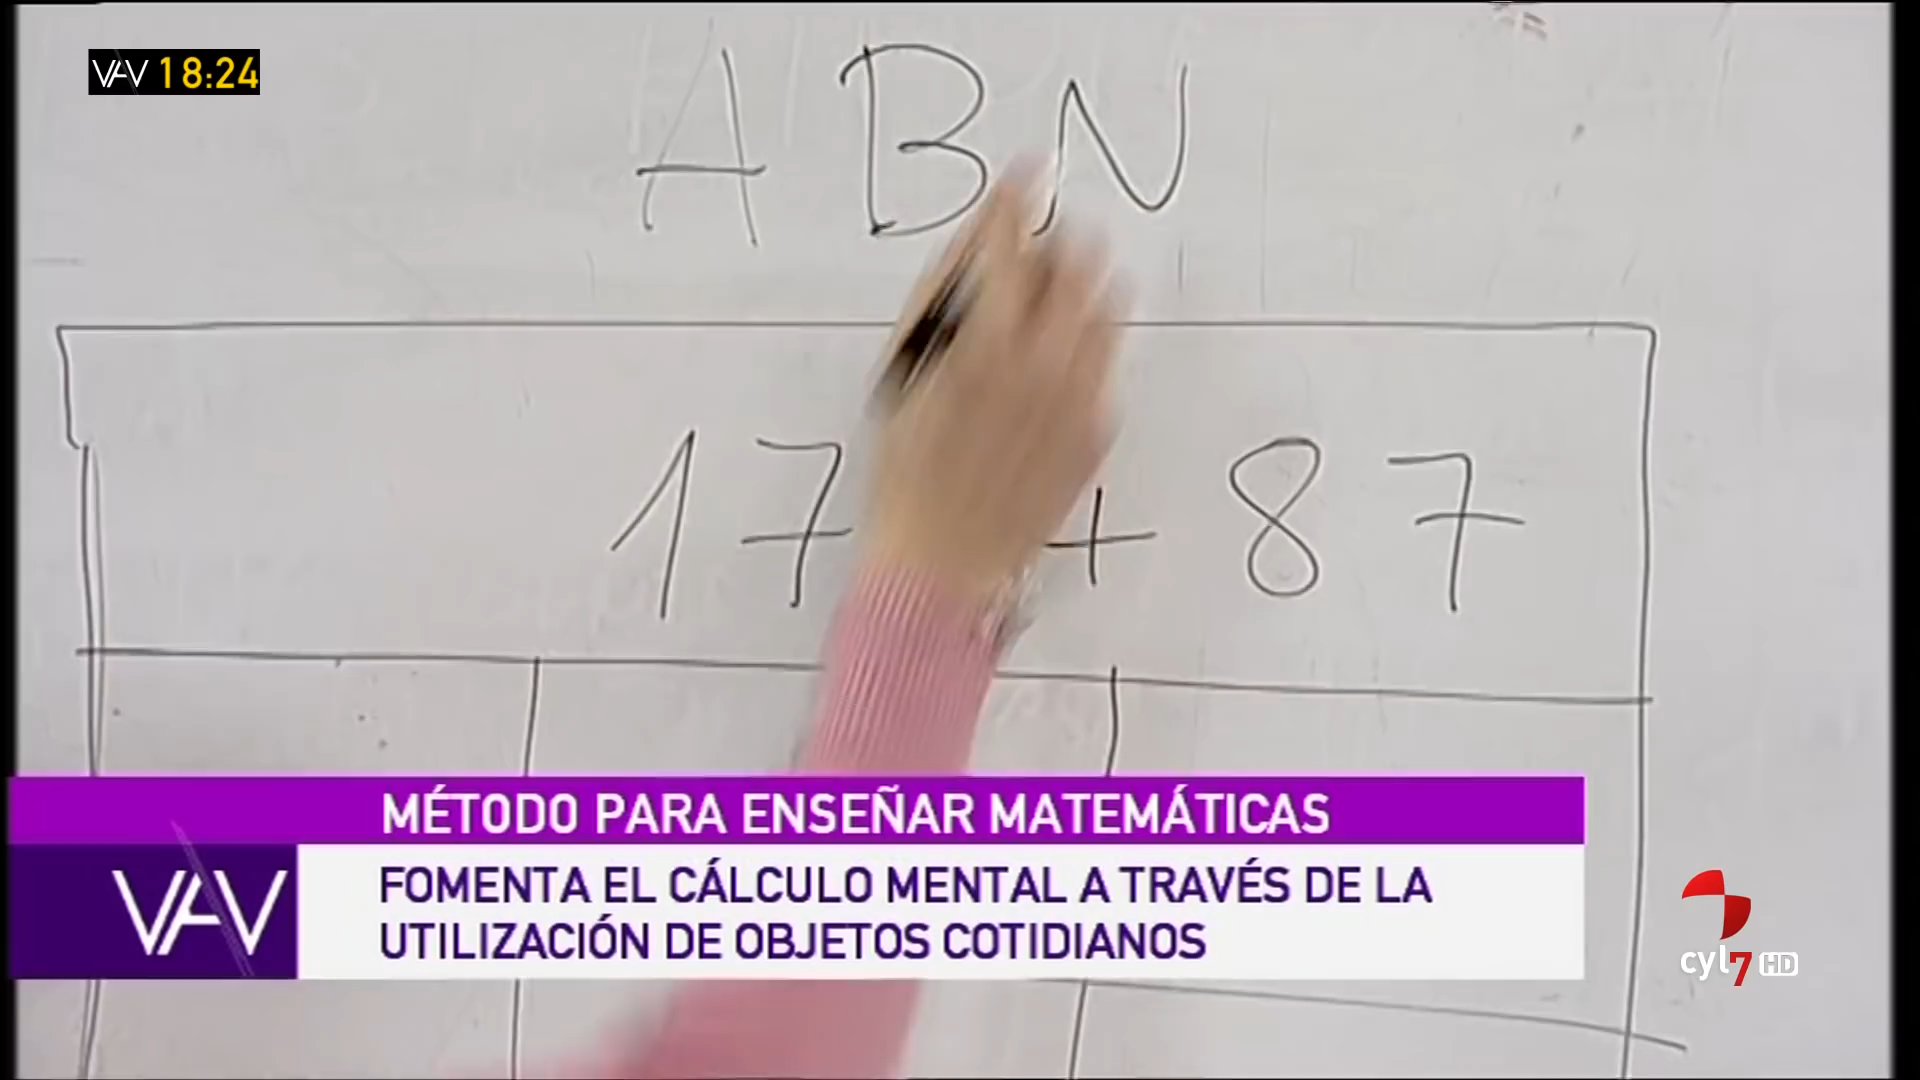 VAV 18:24
ABN
17 + 87
MÉTODO PARA ENSEÑAR MATEMÁTICAS
VAV
FOMENTA EL CÁLCULO MENTAL A TRAVÉS DE LA
UTILIZACIÓN DE OBJETOS COTIDIANOS
cyl7 HD